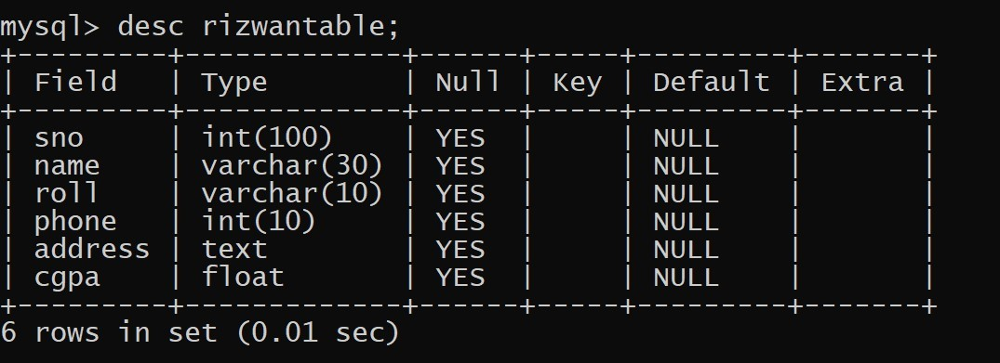 mysql> desc rizwantable;
+---------+-------------+------+-----+---------+-------+
| Field   | Type        | Null | Key | Default | Extra |
+---------+-------------+------+-----+---------+-------+
| sno     | int(100)    | YES  |     | NULL    |       |
| name    | varchar(30) | YES  |     | NULL    |       |
| roll    | varchar(10) | YES  |     | NULL    |       |
| phone   | int(10)     | YES  |     | NULL    |       |
| address | text        | YES  |     | NULL    |       |
| cgpa    | float       | YES  |     | NULL    |       |
+---------+-------------+------+-----+---------+-------+
6 rows in set (0.01 sec)